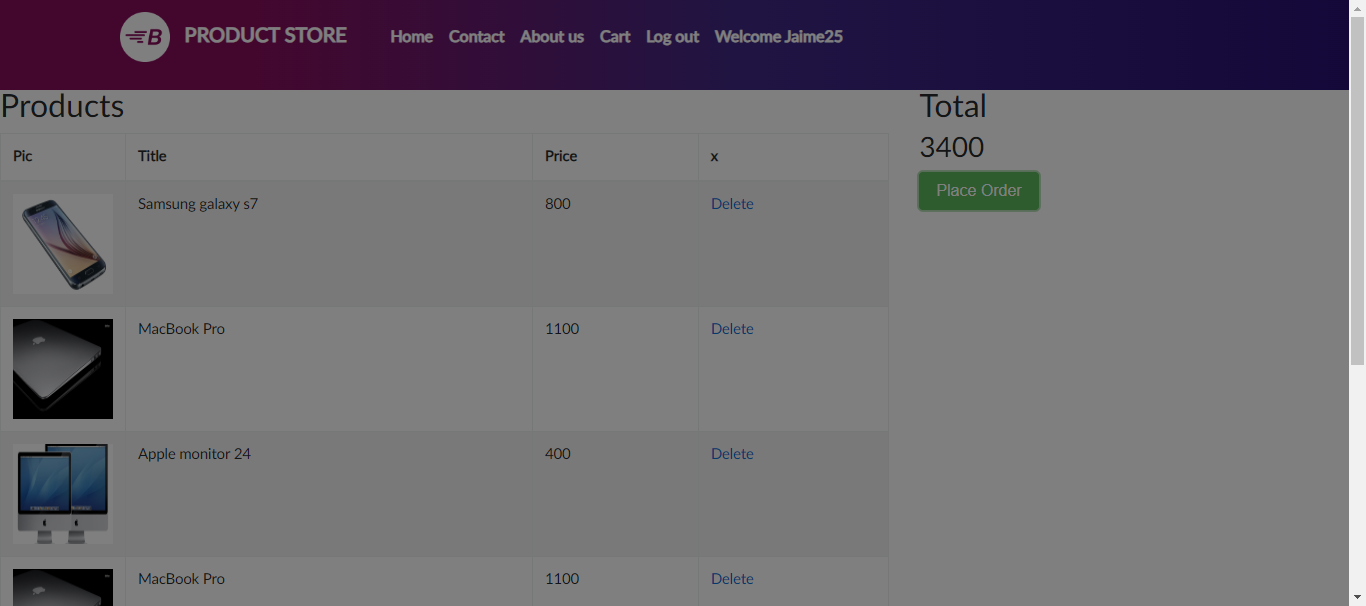 B PRODUCT STORE Home Contact About us Cart Log out Welcome Jaime25
Products
Total
3400
Place Order
Pic Title Price x
Samsung galaxy s7 800 Delete
MacBook Pro 1100 Delete
Apple monitor 24 400 Delete
MacBook Pro 1100 Delete